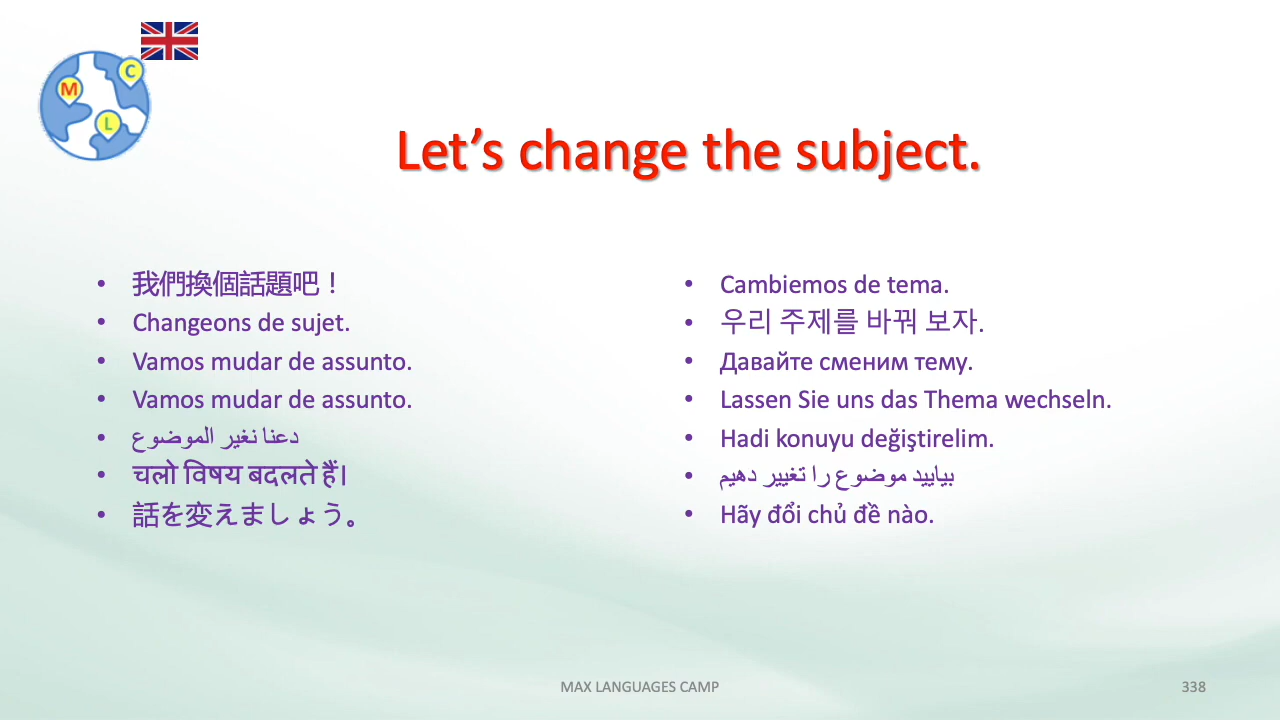 M
C
L
Let's change the subject.
• 我們換個話題吧！
• Changeons de sujet.
• Vamos mudar de assunto.
• Vamos mudar de assunto.
• دعنا نغير الموضوع
• चलो विषय बदलते हैं।
• 話を変えましょう。
• Cambiemos de tema.
• 우리 주제를 바꿔 보자.
• Давайте сменим тему.
• Lassen Sie uns das Thema wechseln.
• Hadi konuyu değiştirelim.
• بیایید موضوع را تغییر دهیم
• Hãy đổi chủ đề nào.
MAX LANGUAGES CAMP
338